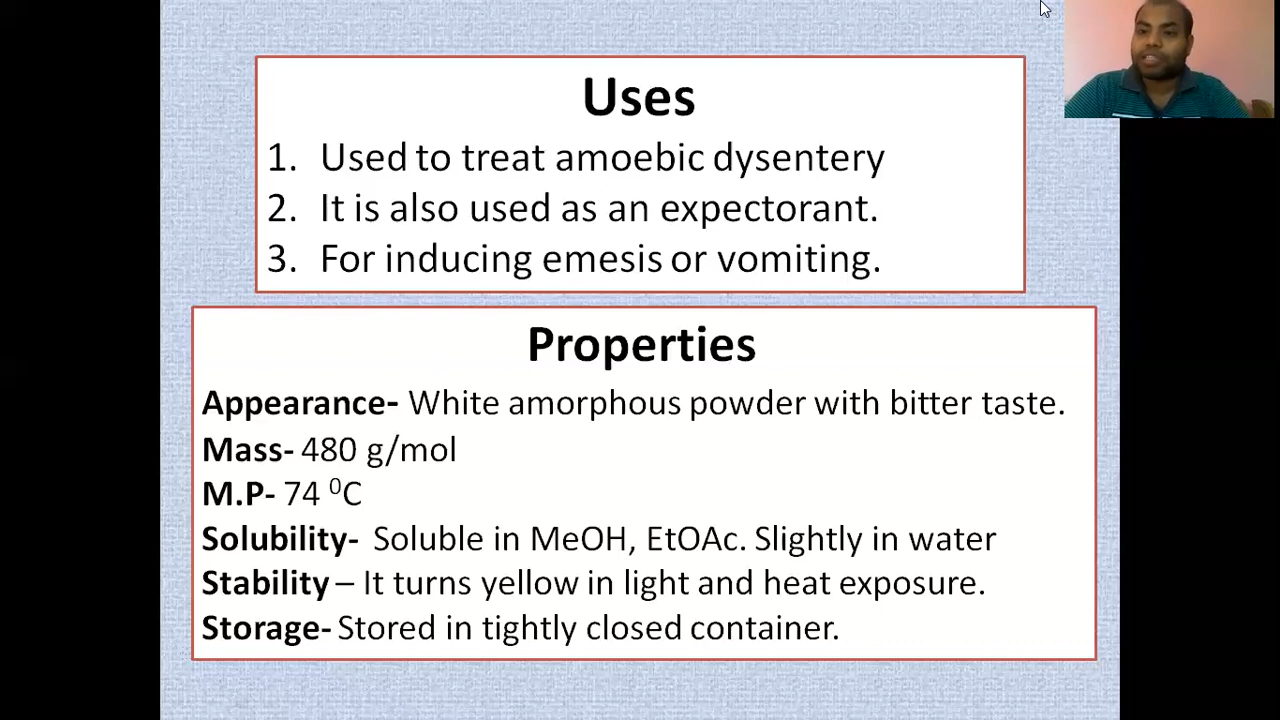 Uses
1. Used to treat amoebic dysentery
2. It is also used as an expectorant.
3. For inducing emesis or vomiting.
Properties
Appearance- White amorphous powder with bitter taste.
Mass- 480 g/mol
M.P- 74 ⁰C
Solubility- Soluble in MeOH, EtOAc. Slightly in water
Stability – It turns yellow in light and heat exposure.
Storage- Stored in tightly closed container.